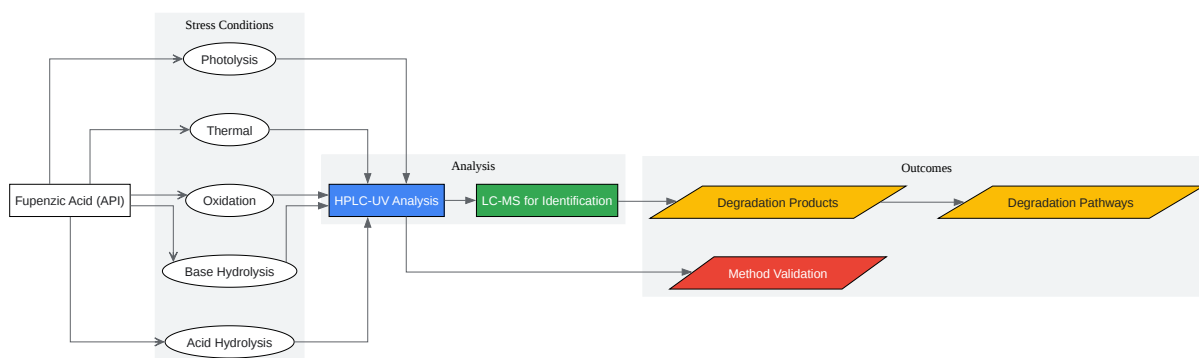 Stress Conditions
Photolysis
Thermal
Analysis
Outcomes
Fupenzic Acid (API)
Oxidation
HPLC-UV Analysis
LC-MS for Identification
Degradation Products
Degradation Pathways
Base Hydrolysis
Method Validation
Acid Hydrolysis